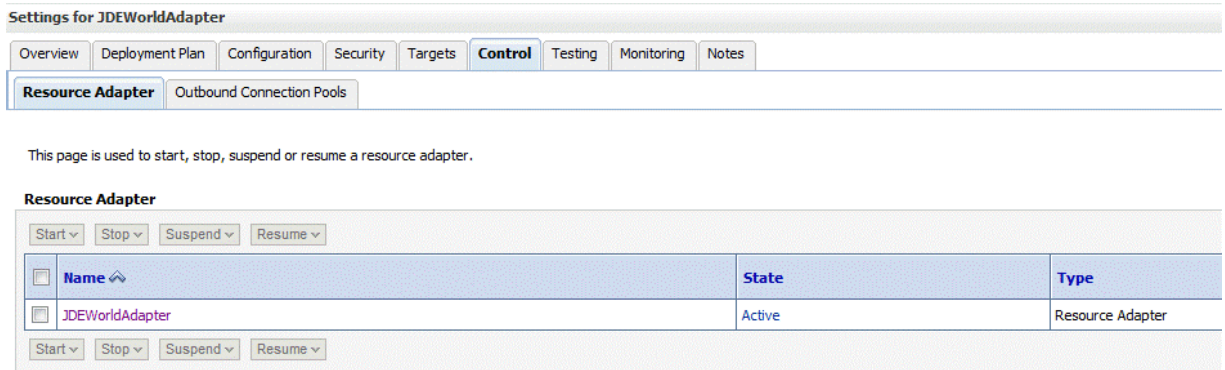 Settings for JDEWorldAdapter
Overview Deployment Plan Configuration Security Targets Control Testing Monitoring Notes
Resource Adapter Outbound Connection Pools
This page is used to start, stop, suspend or resume a resource adapter.
Resource Adapter
Start Stop Suspend Resume
Name State Type
JDEWorldAdapter Active Resource Adapter
Start Stop Suspend Resume